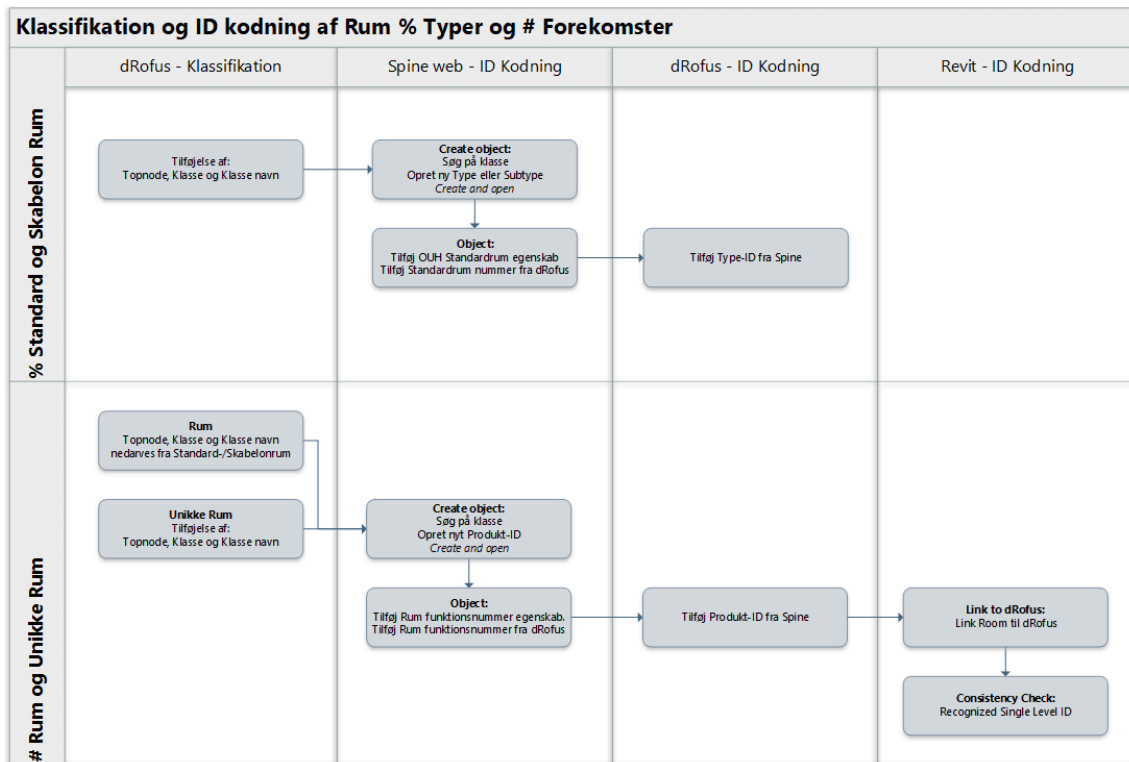 Klassifikation og ID kodning af Rum % Typer og # Forekomster
dRofus - Klassifikation
Spine web - ID Kodning
dRofus - ID Kodning
Revit - ID Kodning
% Standard og Skabelon Rum
Tilføjelse af:
Topnode, Klasse og Klasse navn
Create object:
Søg på klasse
Opret ny Type eller Subtype
Create and open
Object:
Tilføj OUH Standardrum egenskab
Tilføj Standardrum nummer fra dRofus
Tilføj Type-ID fra Spine
# Rum og Unikke Rum
Rum
Topnode, Klasse og Klasse navn
nedarves fra Standard-/Skabelonrum
Unikke Rum
Tilføjelse af:
Topnode, Klasse og Klasse navn
Create object:
Søg på klasse
Opret nyt Produkt-ID
Create and open
Object:
Tilføj Rum funktionsnummer egenskab.
Tilføj Rum funktionsnummer fra dRofus
Tilføj Produkt-ID fra Spine
Link to dRofus:
Link Room til dRofus
Consistency Check:
Recognized Single Level ID